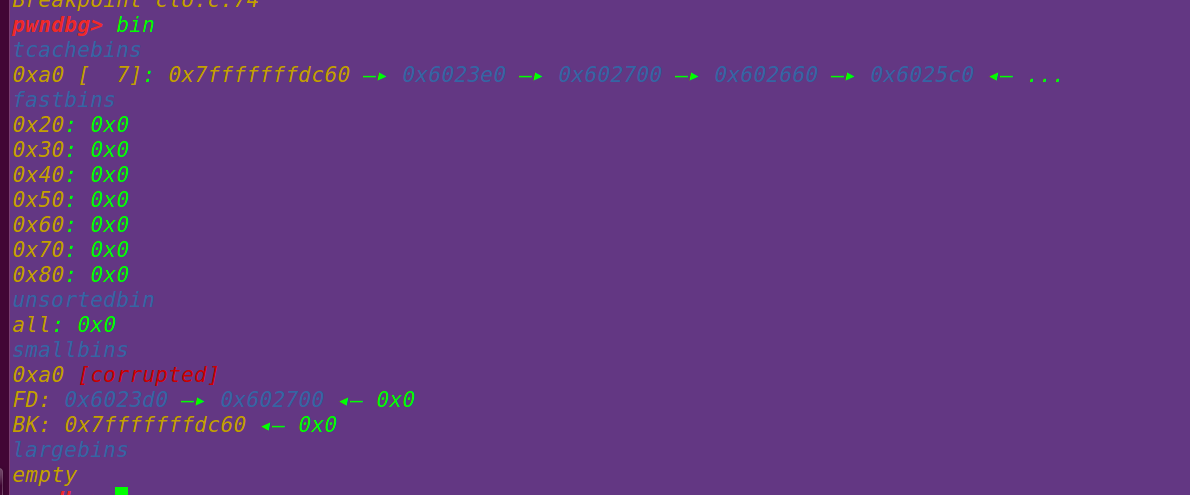 Breakpoint clo.c:74
pwndbg> bin
tcachebins
0xa0 [  7]: 0x7fffffffdc60 —▸ 0x6023e0 —▸ 0x602700 —▸ 0x602660 —▸ 0x6025c0 ◂— ...
fastbins
0x20: 0x0
0x30: 0x0
0x40: 0x0
0x50: 0x0
0x60: 0x0
0x70: 0x0
0x80: 0x0
unsortedbin
all: 0x0
smallbins
0xa0 [corrupted]
FD: 0x6023d0 —▸ 0x602700 ◂— 0x0
BK: 0x7fffffffdc60 ◂— 0x0
largebins
empty